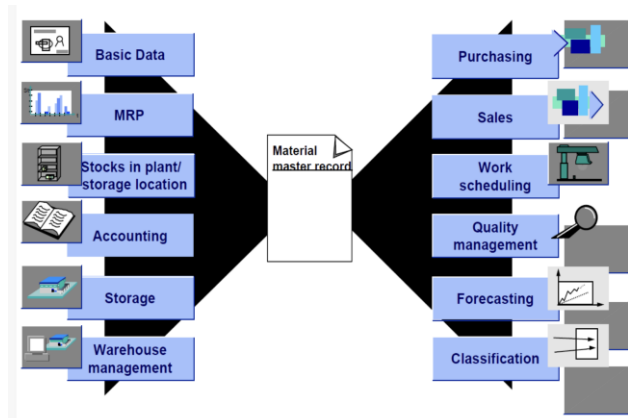 Basic Data
MRP
Stocks in plant/
storage location
Accounting
Storage
Warehouse
management
Material
master record
Purchasing
Sales
Work
scheduling
Quality
management
Forecasting
Classification